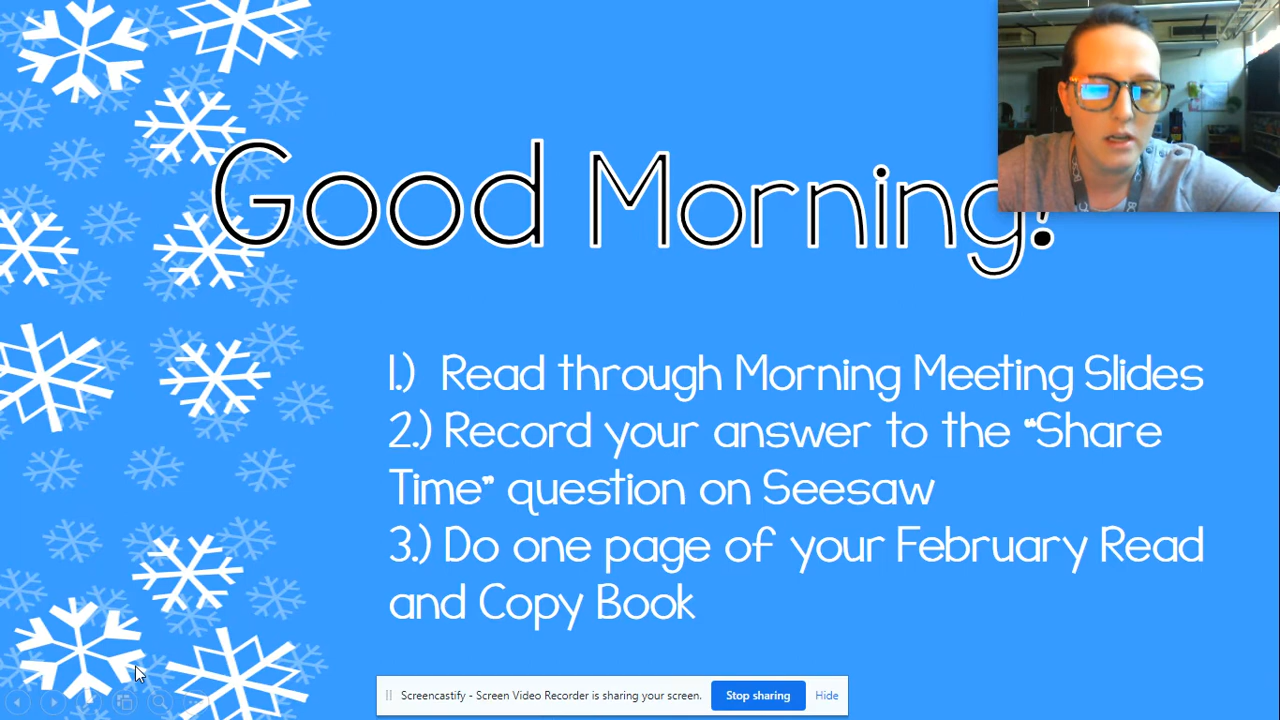 Good Morning!
1.) Read through Morning Meeting Slides
2.) Record your answer to the "Share
Time" question on Seesaw
3.) Do one page of your February Read
and Copy Book
Screencastify - Screen Video Recorder is sharing your screen. Stop sharing Hide